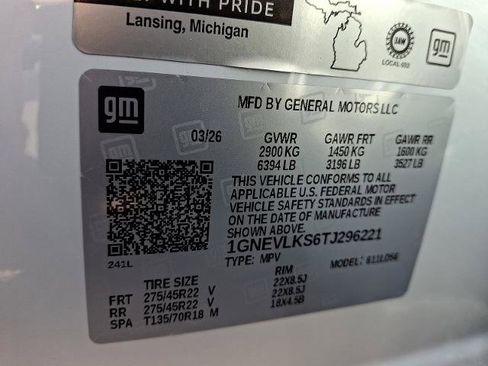 WITH PRIDE
Lansing, Michigan
UAW
LOCAL 602
gm
gm
MFD BY GENERAL MOTORS LLC
03/26 GVWR GAWR FRT GAWR RR
2900 KG 1450 KG 1600 KG
6394 LB 3196 LB 3527 LB
THIS VEHICLE CONFORMS TO ALL
APPLICABLE U.S. FEDERAL MOTOR
VEHICLE SAFETY STANDARDS IN EFFECT
ON THE DATE OF MANUFACTURE
SHOWN ABOVE.
1GNEVLKS6TJ296221
TYPE: MPV MODEL: 611LD56
241L
TIRE SIZE RIM
FRT 275/45R22 V 22X8.5J
RR 275/45R22 V 22X8.5J
SPA T135/70R18 M 18X4.5B